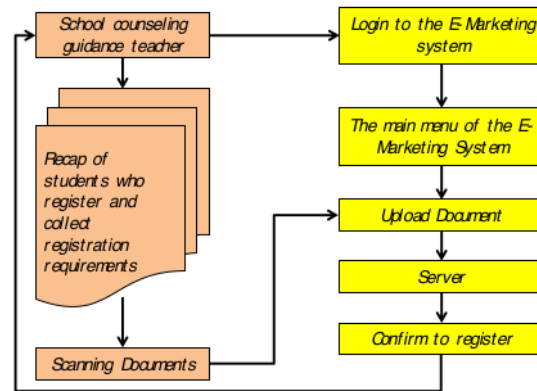 School counseling
guidance teacher
Login to the E-Marketing
system
Recap of
students who
register and
collect
registration
requirements
The main menu of the E-
Marketing System
Upload Document
Server
Scanning Documents
Confirm to register